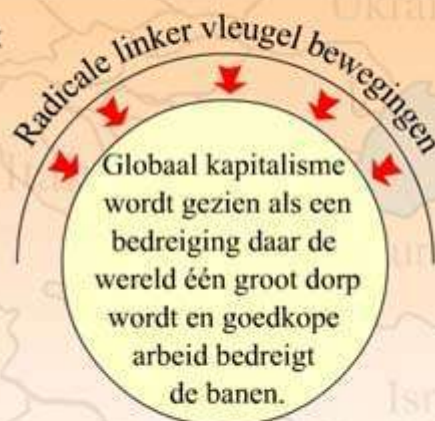 Radicale linker vleugel bewegingen
Globaal kapitalisme
wordt gezien als een
bedreiging daar de
wereld één groot dorp
wordt en goedkope
arbeid bedreigt
de banen.